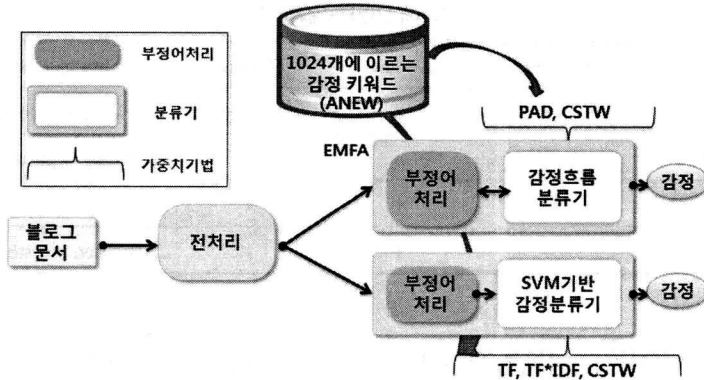 부정어처리
분류기
가중치기법
1024개에 이르는
감정 키워드
(ANEW)
PAD, CSTW
EMFA
부정어
처리
감정흐름
분류기
감정
블로그
문서
전처리
부정어
처리
SVM기반
감정분류기
감정
TF, TF*IDF, CSTW